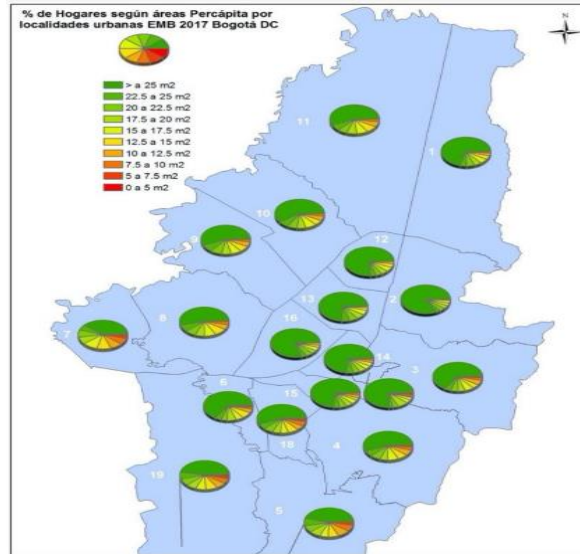 % de Hogares según áreas Percápita por
localidades urbanas EMB 2017 Bogotá DC
N
> a 25 m2
22.5 a 25 m2
20 a 22.5 m2
17.5 a 20 m2
15 a 17.5 m2
12.5 a 15 m2
10 a 12.5 m2
7.5 a 10 m2
5 a 7.5 m2
0 a 5 m2
11
1
10
9
12
13
2
8
16
7
14
3
6
15
18
4
19
5